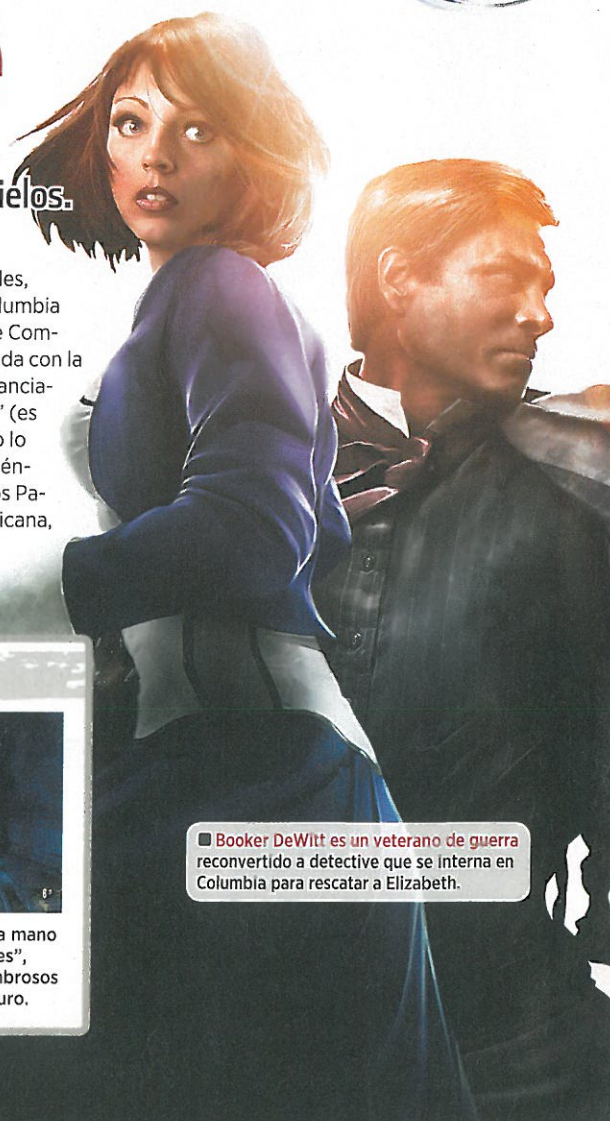 ielos.
les,
lumbia
e Com-
da con la
ancia-
" (es
o lo
én-
s Pa-
icana,
Booker DeWitt es un veterano de guerra
reconvertido a detective que se interna en
Columbia para rescatar a Elizabeth.
a mano
es",
mbrosos
uro.